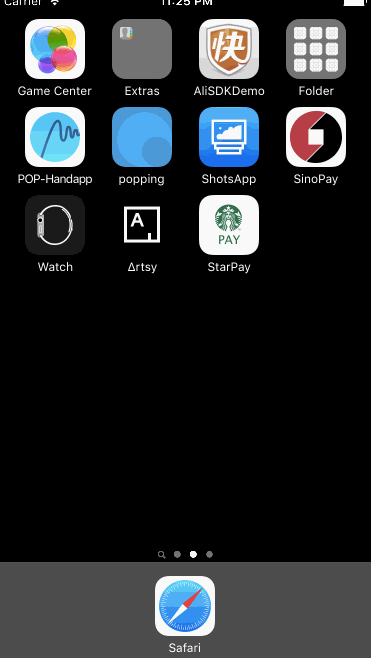 Carrier 11:25 PM
Game Center Extras AliSDKDemo Folder
快
POP-Handapp popping ShotsApp SinoPay
A
PAY
Watch Δrtsy StarPay
Safari